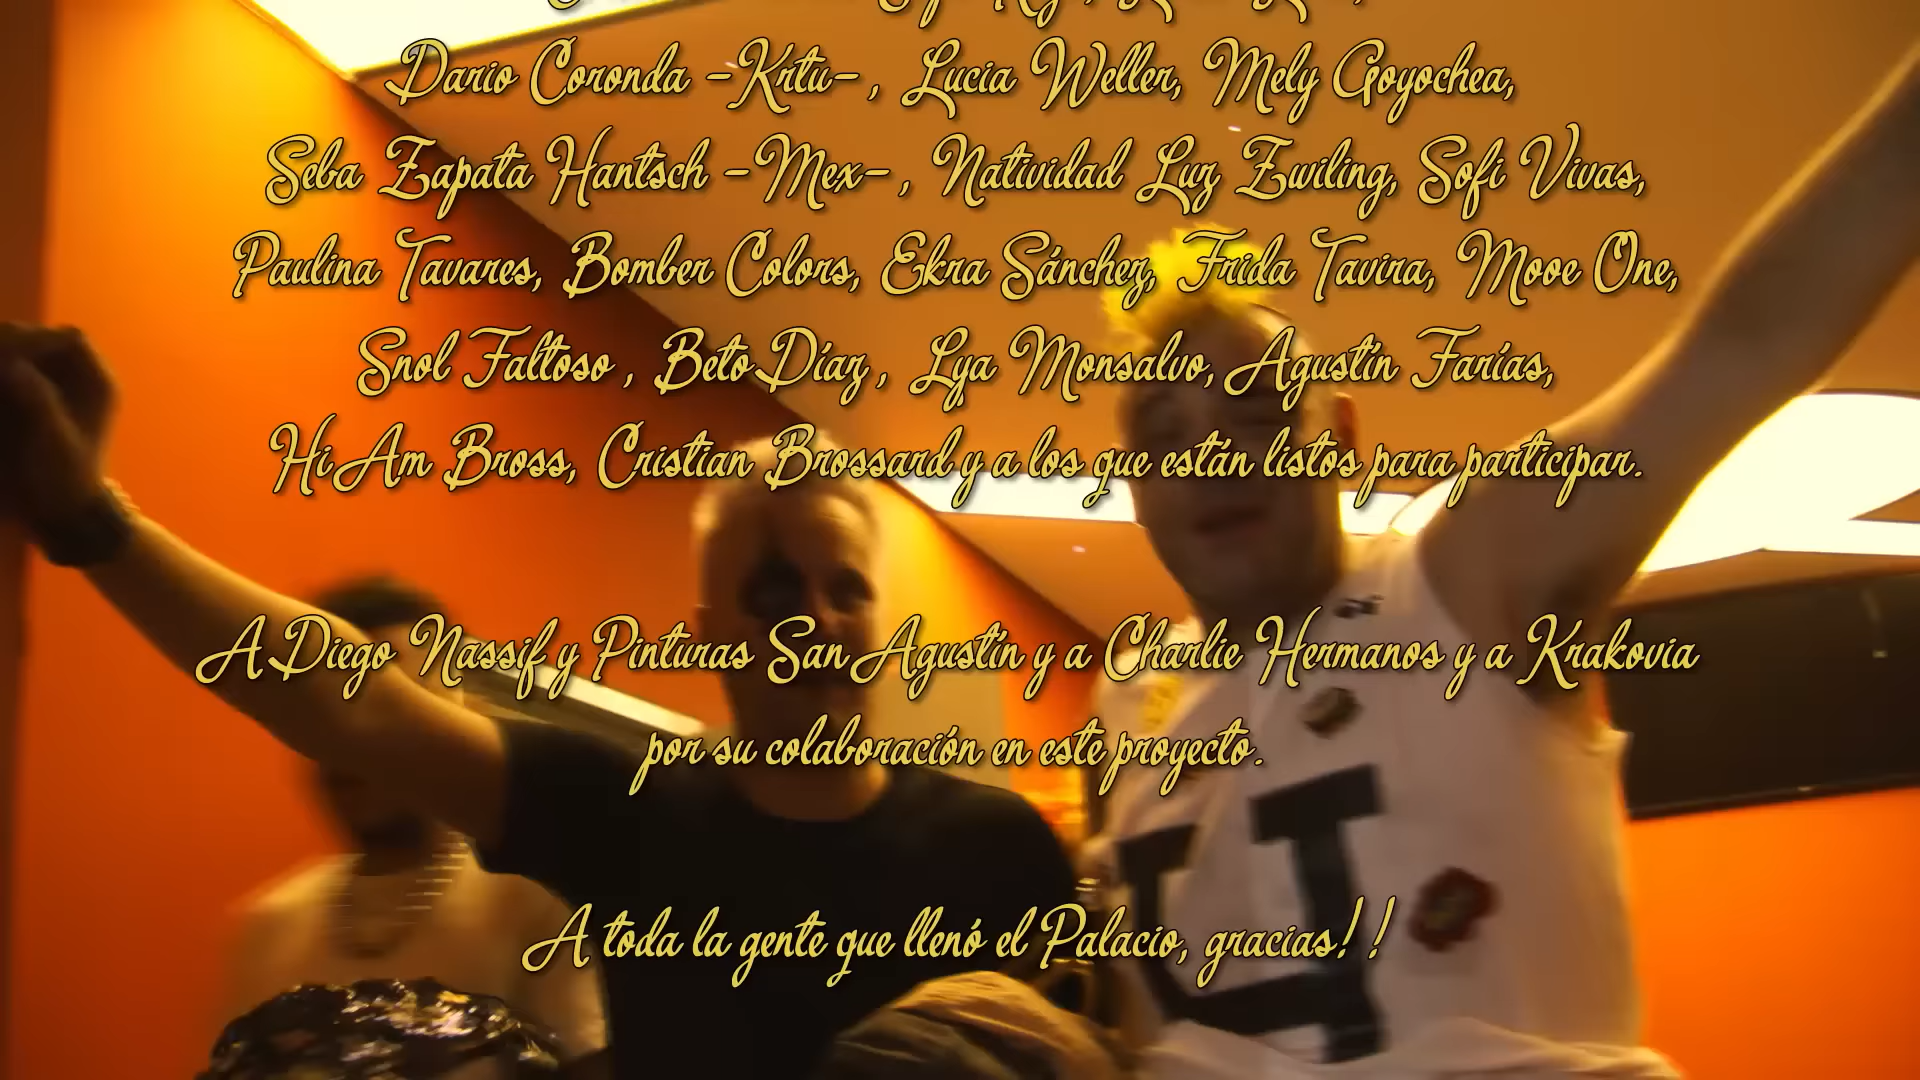 Dario Coronda -Krtu- , Lucia Weller, Mely Goyochea,
Seba Zapata Hantsch -Mex- , Natividad Luz Zwiling, Sofi Vivas,
Paulina Tavares, Bomber Colors, Ekra Sánchez, Frida Tavira, Mooe One,
Snol Faltoso , Beto Díaz , Lya Monsalvo, Agustín Farías,
Hi Am Bross, Cristian Brossard y a los que están listos para participar.
A Diego Nassif y Pinturas San Agustín y a Charlie Hermanos y a Krakovia
por su colaboración en este proyecto.
A toda la gente que llenó el Palacio, gracias! !